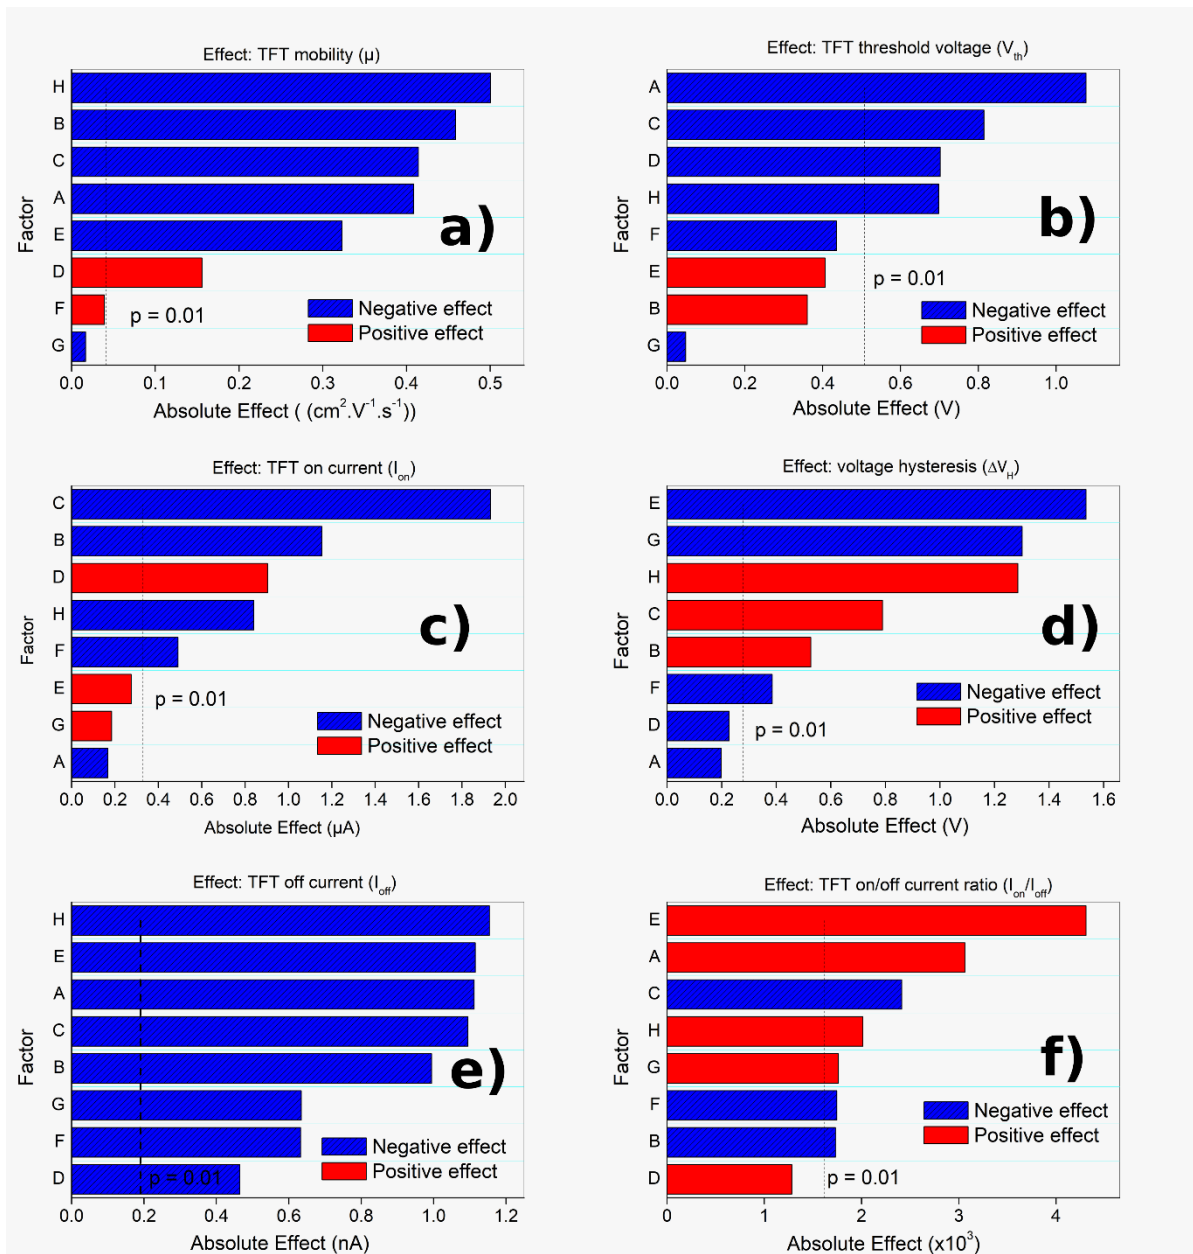 Effect: TFT mobility (μ)
H
B
C
A
E
D
F
G
Factor
a)
p = 0.01
Negative effect
Positive effect
0.0 0.1 0.2 0.3 0.4 0.5
Absolute Effect ( (cm².V⁻¹.s⁻¹))
Effect: TFT threshold voltage (Vth)
A
C
D
H
F
E
B
G
Factor
b)
p = 0.01
Negative effect
Positive effect
0.0 0.2 0.4 0.6 0.8 1.0
Absolute Effect (V)
Effect: TFT on current (Ion)
C
B
D
H
F
E
G
A
Factor
c)
p = 0.01
Negative effect
Positive effect
0.0 0.2 0.4 0.6 0.8 1.0 1.2 1.4 1.6 1.8 2.0
Absolute Effect (μA)
Effect: voltage hysteresis (ΔVH)
E
G
H
C
B
F
D
A
Factor
d)
p = 0.01
Negative effect
Positive effect
0.0 0.2 0.4 0.6 0.8 1.0 1.2 1.4 1.6
Absolute Effect (V)
Effect: TFT off current (Ioff)
H
E
A
C
B
G
F
D
Factor
e)
p = 0.01
Negative effect
Positive effect
0.0 0.2 0.4 0.6 0.8 1.0 1.2
Absolute Effect (nA)
Effect: TFT on/off current ratio (Ion/Ioff)
E
A
C
H
G
F
B
D
Factor
f)
p = 0.01
Negative effect
Positive effect
0 1 2 3 4
Absolute Effect (x10³)